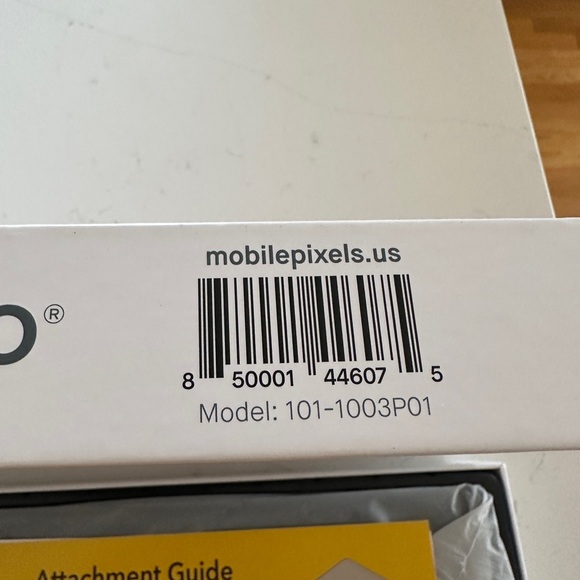 mobilepixels.us
O®
8 50001 44607 5
Model: 101-1003P01
Attachment Guide